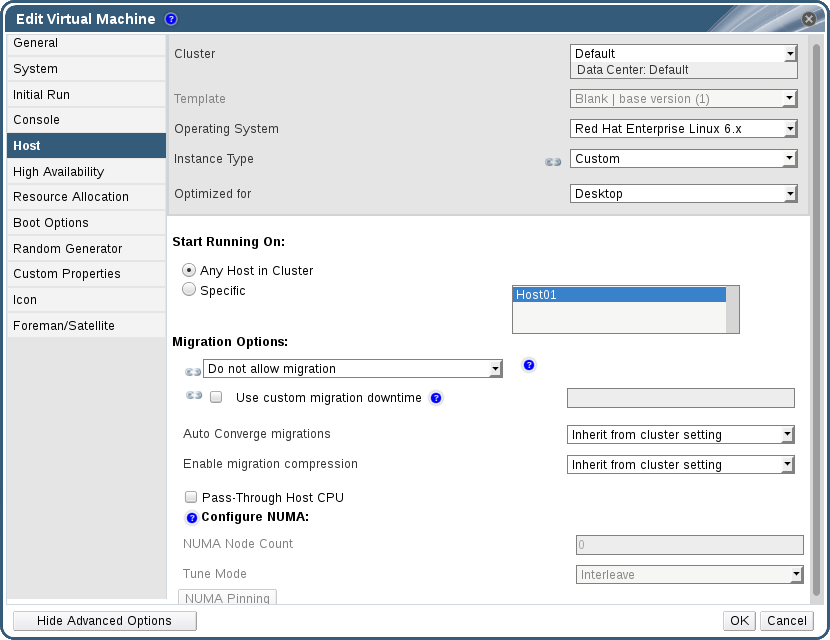 Edit Virtual Machine ?
General
System
Initial Run
Console
Host
High Availability
Resource Allocation
Boot Options
Random Generator
Custom Properties
Icon
Foreman/Satellite
Cluster Default
Data Center: Default
Template Blank | base version (1)
Operating System Red Hat Enterprise Linux 6.x
Instance Type Custom
Optimized for Desktop
Start Running On:
Any Host in Cluster
Specific
Host01
Migration Options:
Do not allow migration ?
Use custom migration downtime ?
Auto Converge migrations Inherit from cluster setting
Enable migration compression Inherit from cluster setting
Pass-Through Host CPU
? Configure NUMA:
NUMA Node Count 0
Tune Mode Interleave
NUMA Pinning
Hide Advanced Options OK Cancel